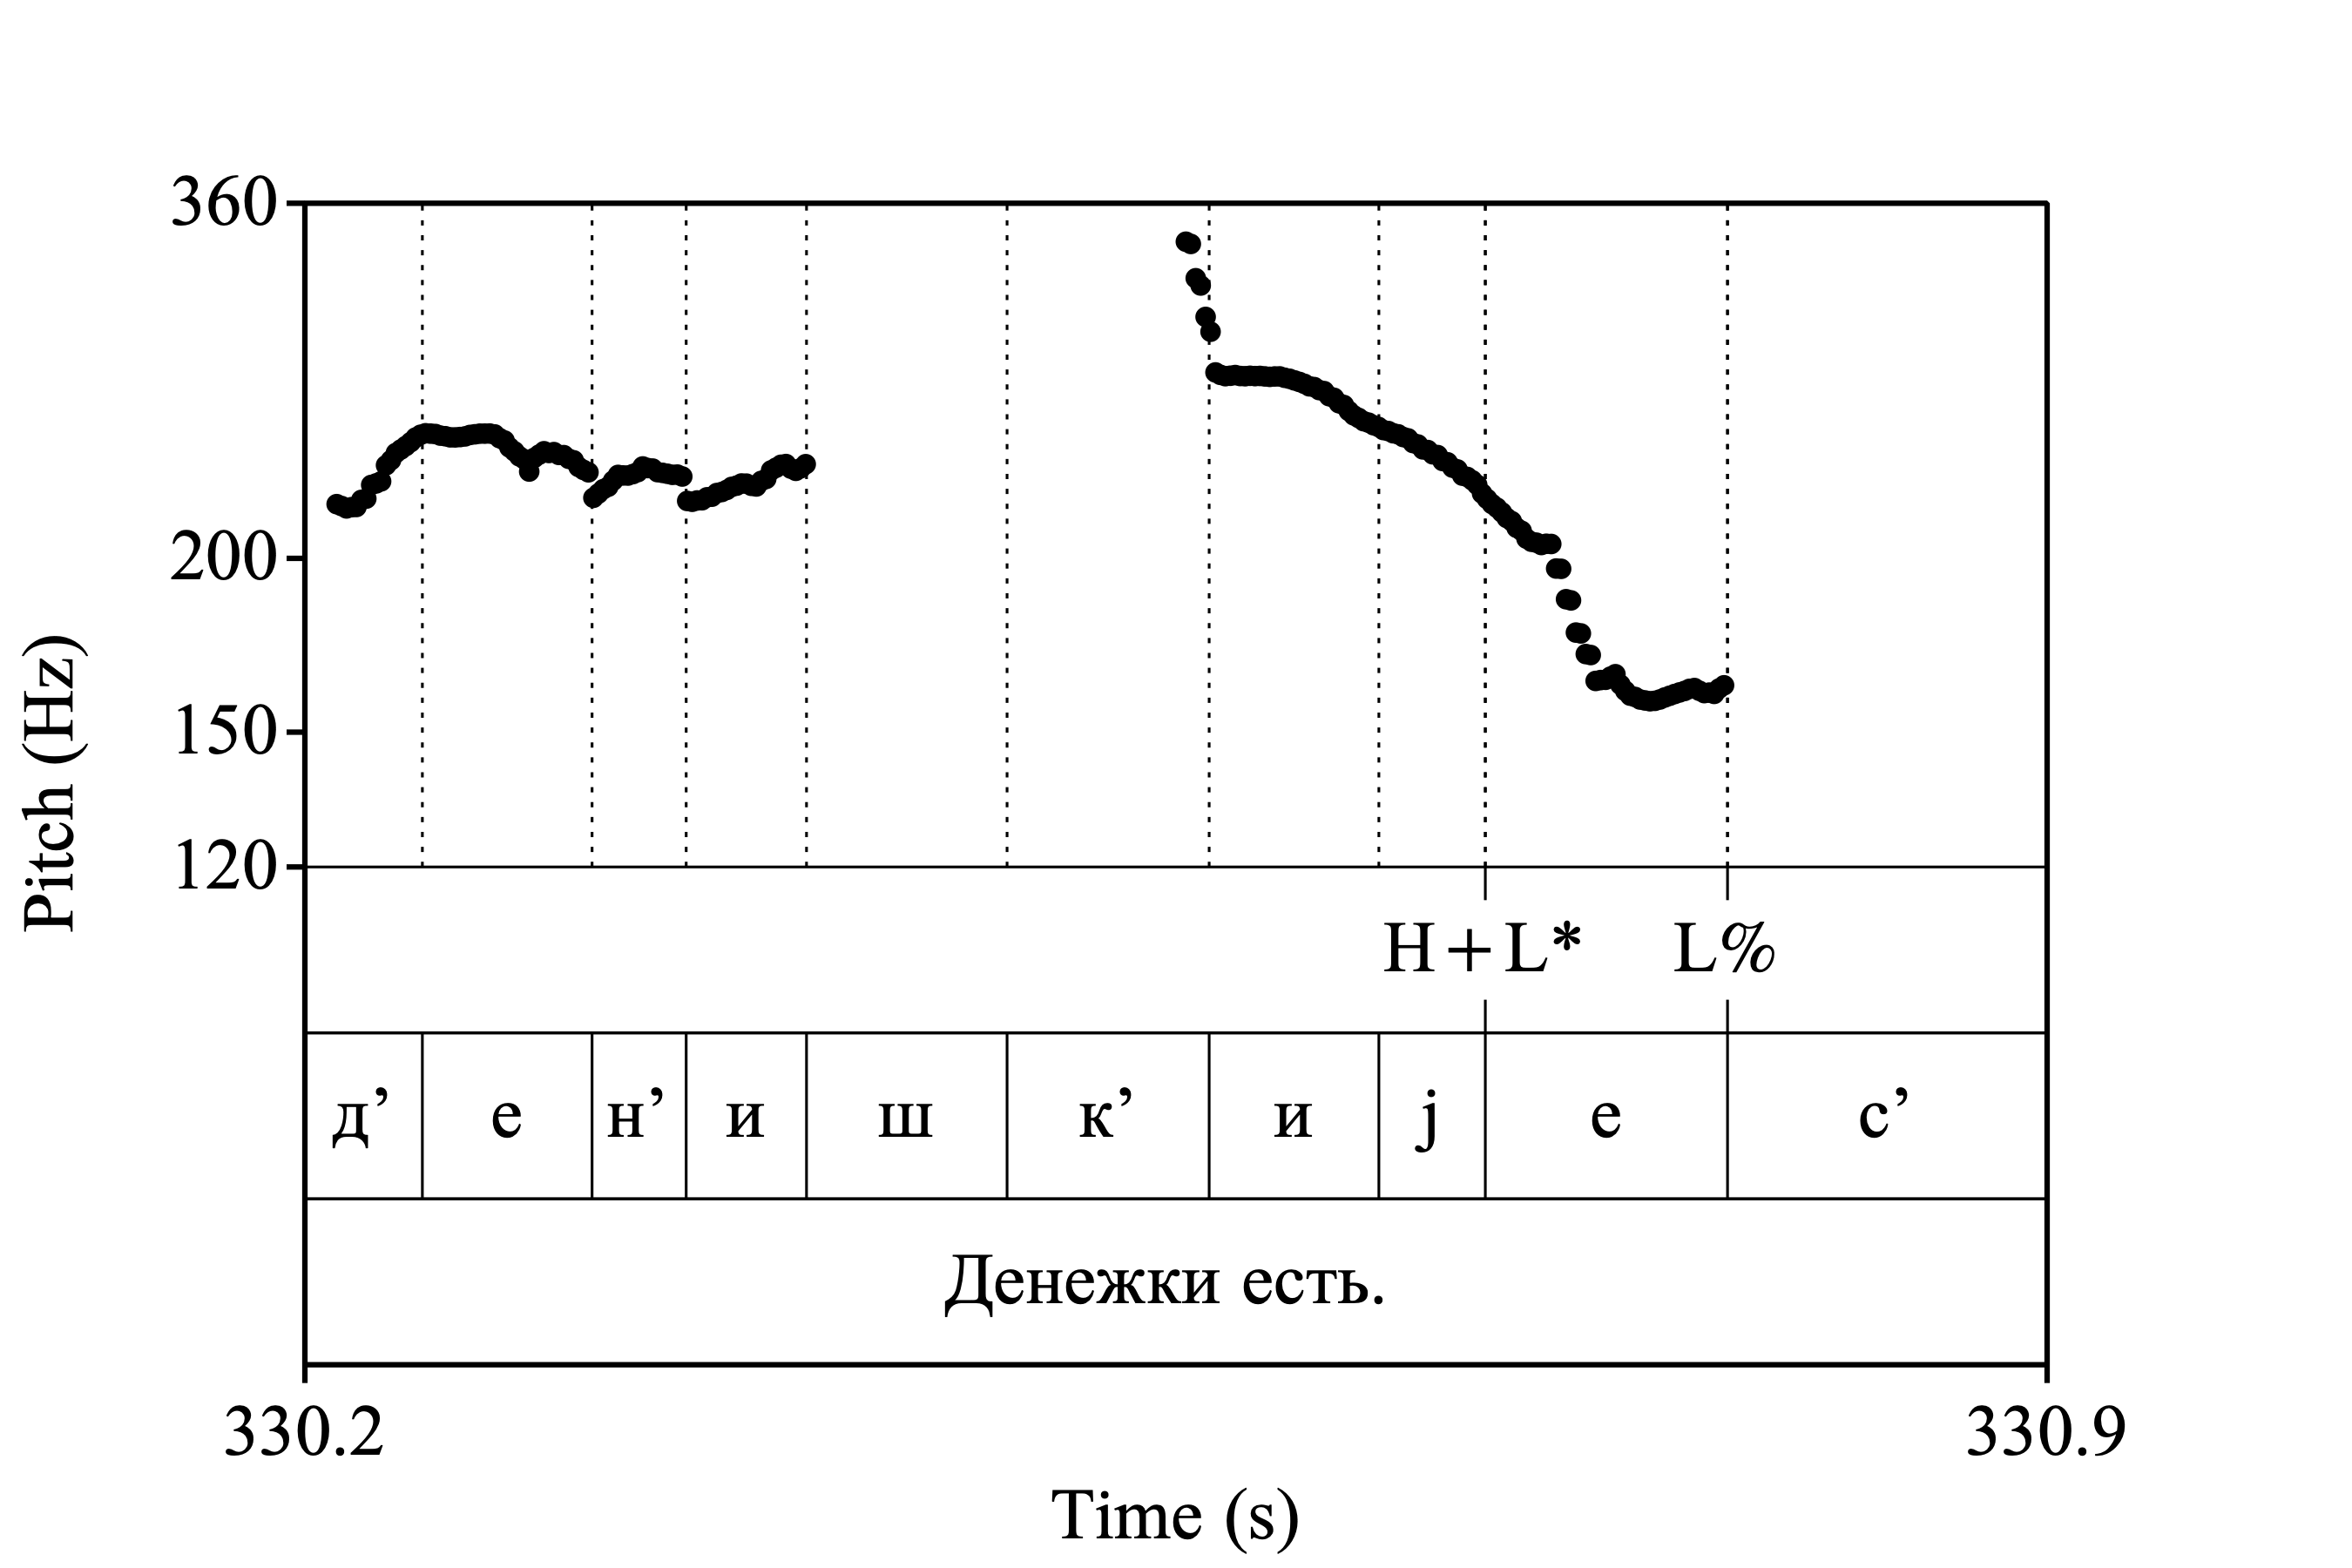 360
200
150
120
Pitch (Hz)
H+L* L%
д’ е н’ и ш к’ и j е с’
Денежки есть.
330.2 330.9
Time (s)